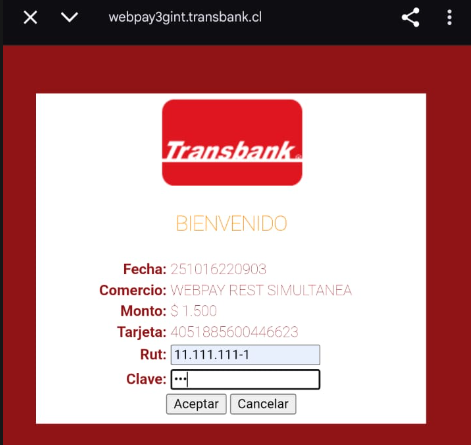 webpay3gint.transbank.cl
Transbank.
BIENVENIDO
Fecha: 251016220903
Comercio: WEBPAY REST SIMULTANEA
Monto: $ 1.500
Tarjeta: 4051885600446623
Rut: 11.111.111-1
Clave: •••
Aceptar Cancelar